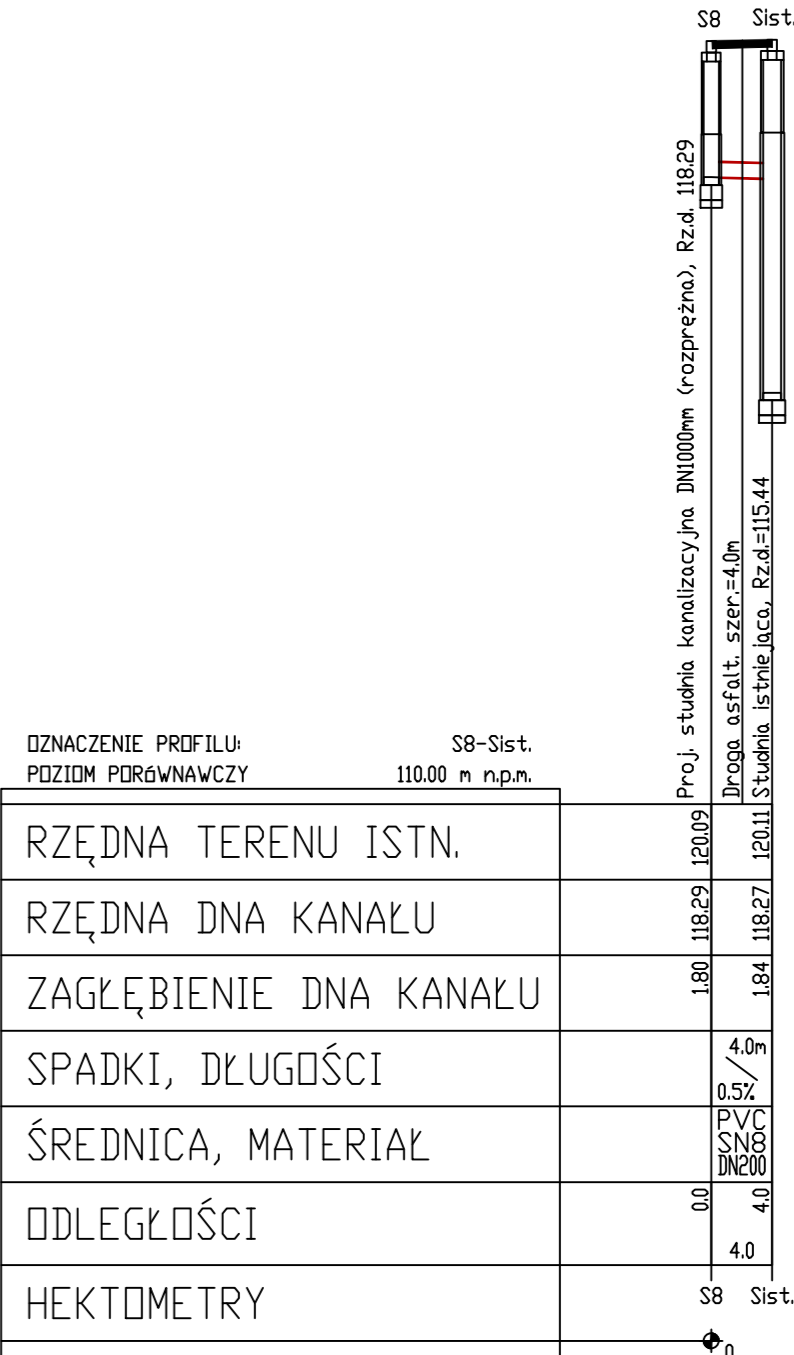 S8 Sist.
Proj. studnia kanalizacyjna DN1000mm (rozprężna), Rz.d. 118.29
Droga asfalt. szer.=4.0m
Studnia istniejąca, Rz.d.=115.44
OZNACZENIE PROFILU: S8-Sist.
POZIOM PORÓWNAWCZY 110.00 m n.p.m.
RZĘDNA TERENU ISTN. 120.09 120.11
RZĘDNA DNA KANAŁU 118.29 118.27
ZAGŁĘBIENIE DNA KANAŁU 1.80 1.84
SPADKI, DŁUGOŚCI
4.0m
0.5%
ŚREDNICA, MATERIAŁ
PVC
SN8
DN200
ODLEGŁOŚCI 0.0 4.0
4.0
HEKTOMETRY
S8 Sist.
0